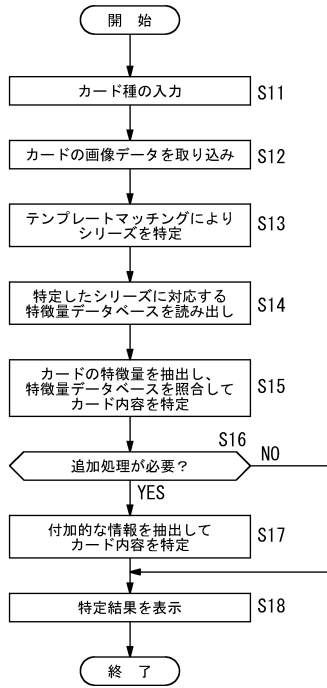 開 始
カード種の入力
S11
カードの画像データを取り込み
S12
テンプレートマッチングにより
シリーズを特定
S13
特定したシリーズに対応する
特徴量データベースを読み出し
S14
カードの特徴量を抽出し、
特徴量データベースを照合して
カード内容を特定
S15
S16
追加処理が必要？
NO
YES
付加的な情報を抽出して
カード内容を特定
S17
特定結果を表示
S18
終 了